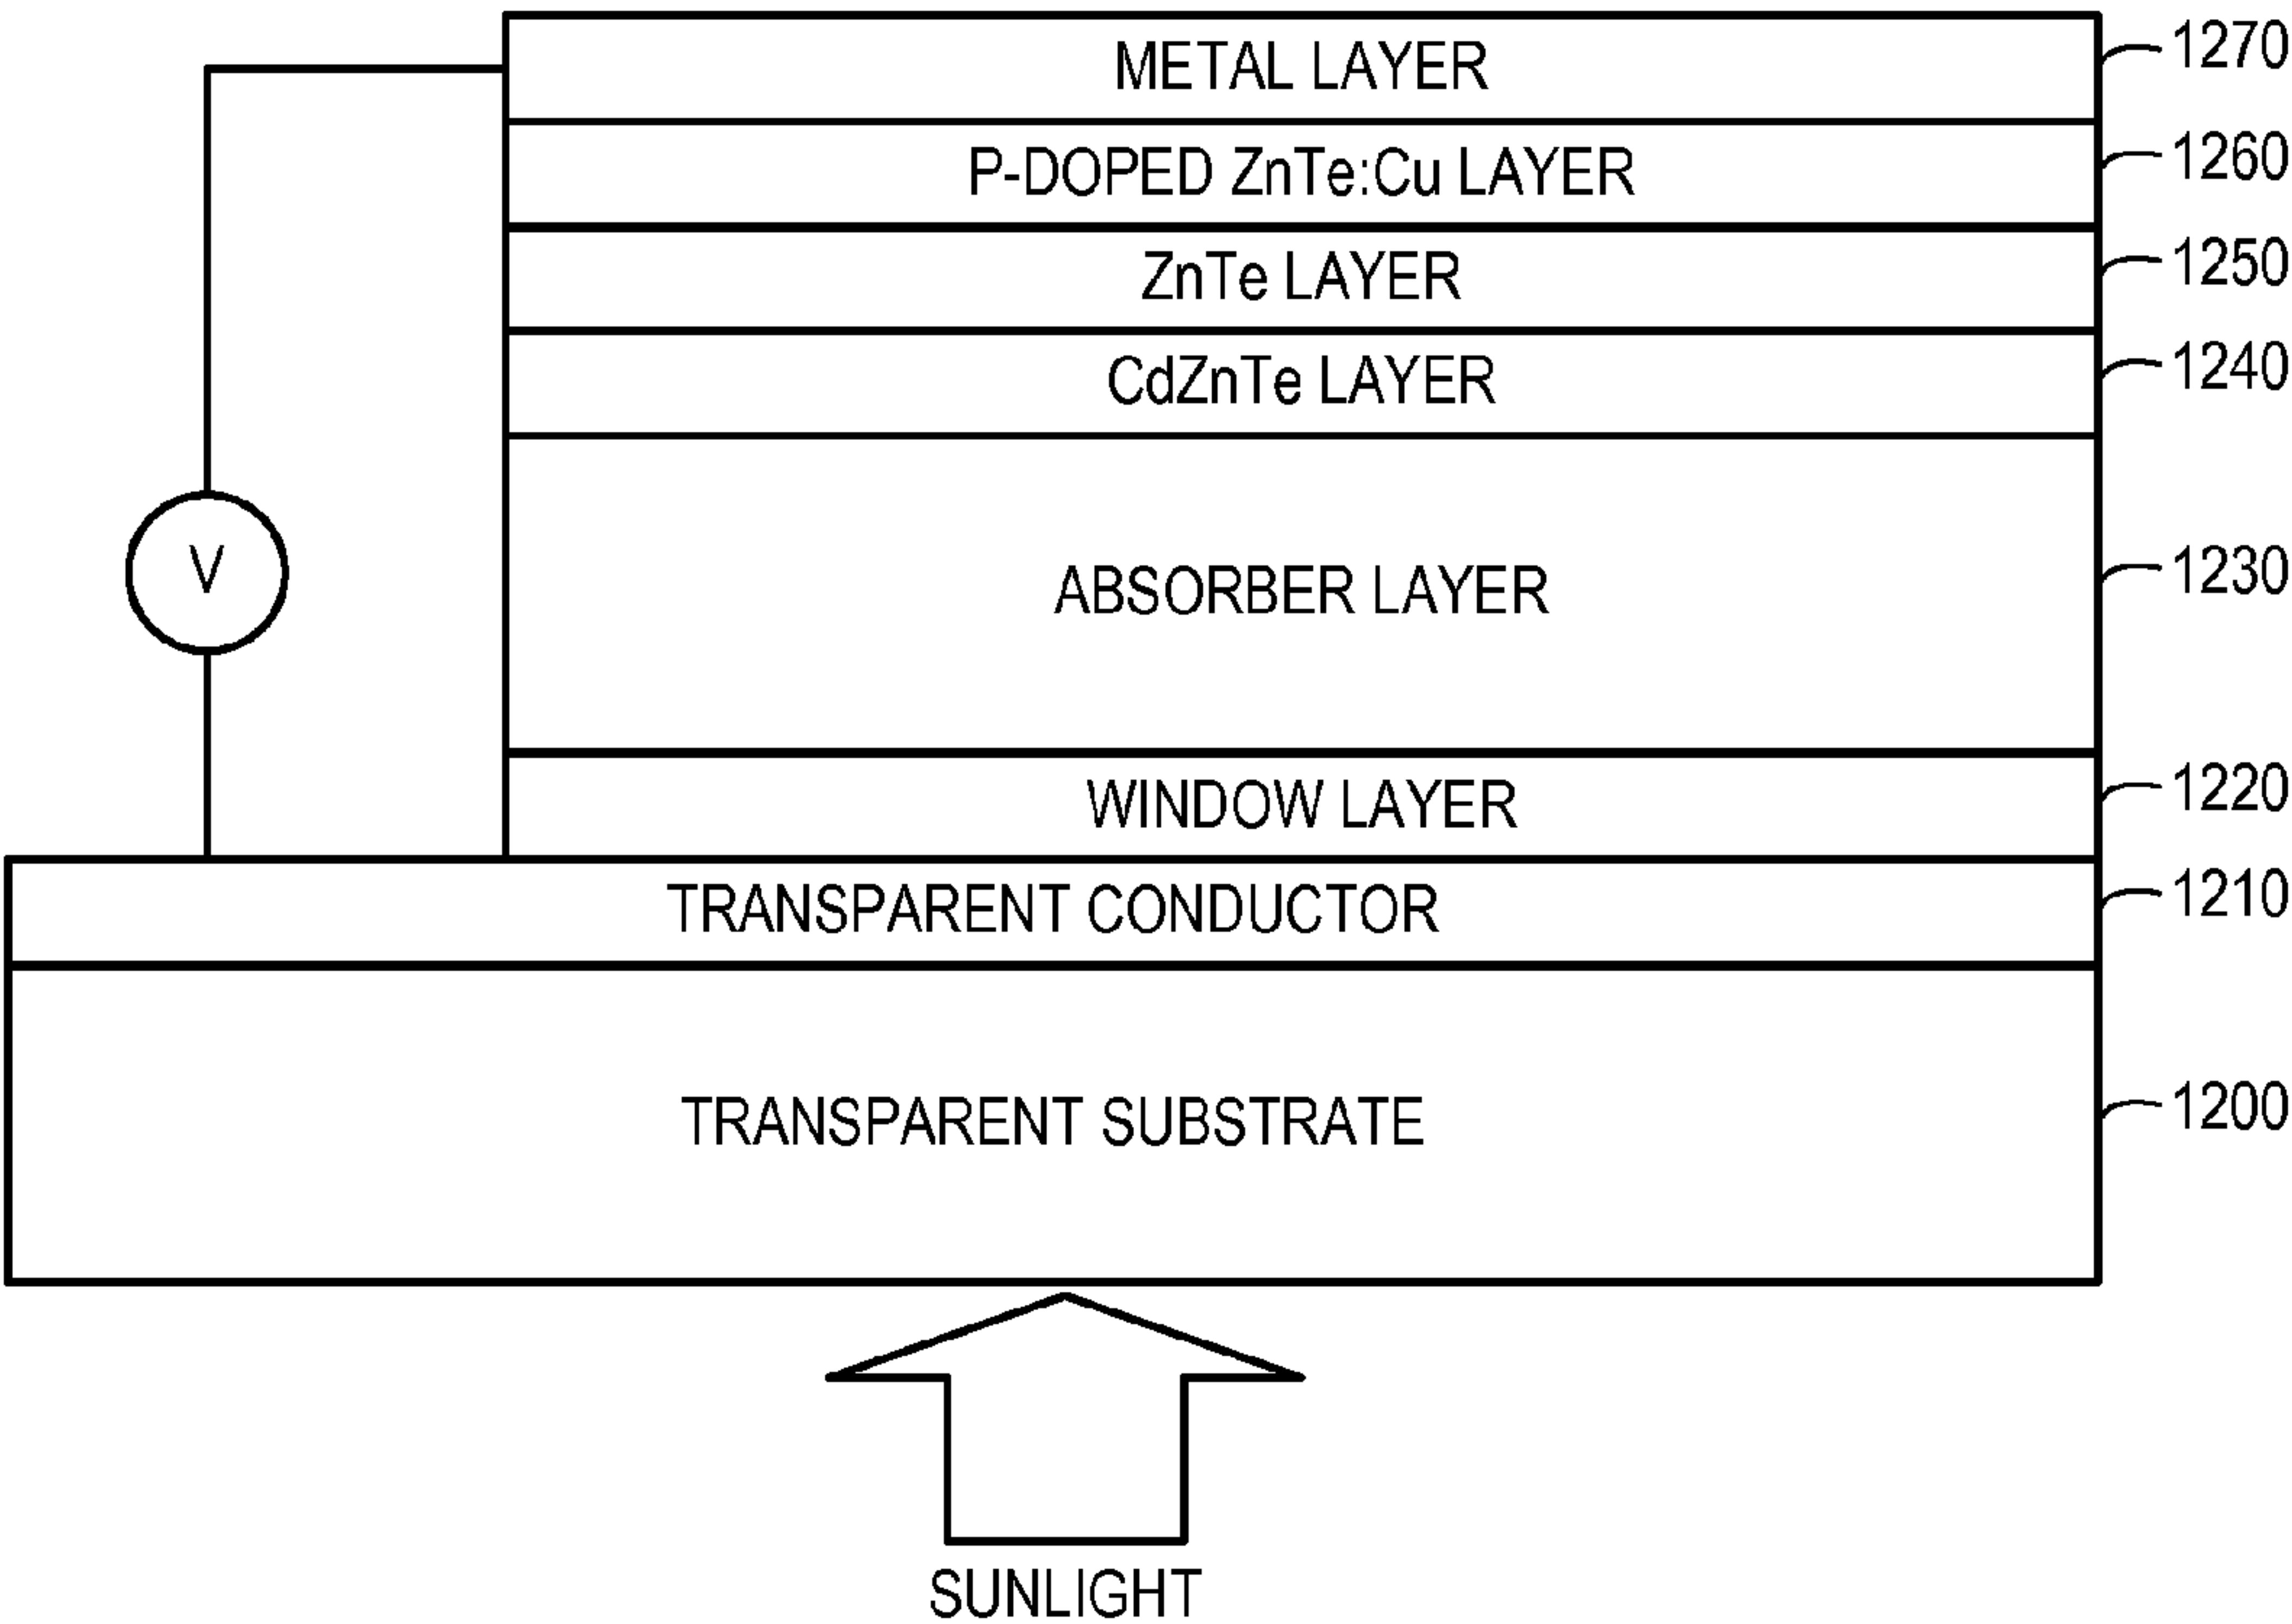 METAL LAYER 1270
P-DOPED ZnTe:Cu LAYER 1260
ZnTe LAYER 1250
CdZnTe LAYER 1240
V
ABSORBER LAYER 1230
WINDOW LAYER 1220
TRANSPARENT CONDUCTOR 1210
TRANSPARENT SUBSTRATE 1200
SUNLIGHT